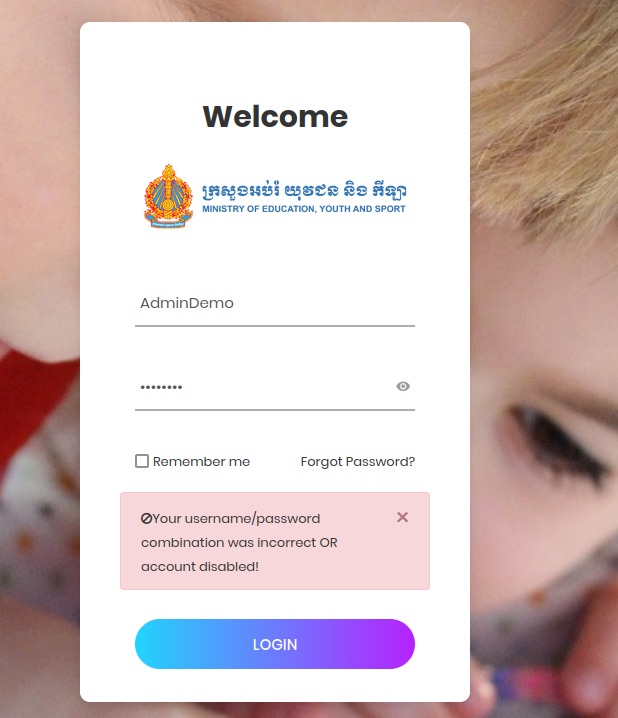 Welcome
ក្រសួងអប់រំ យុវជន និង កីឡា
MINISTRY OF EDUCATION, YOUTH AND SPORT
AdminDemo
••••••••
Remember me
Forgot Password?
Your username/password
combination was incorrect OR
account disabled!
LOGIN